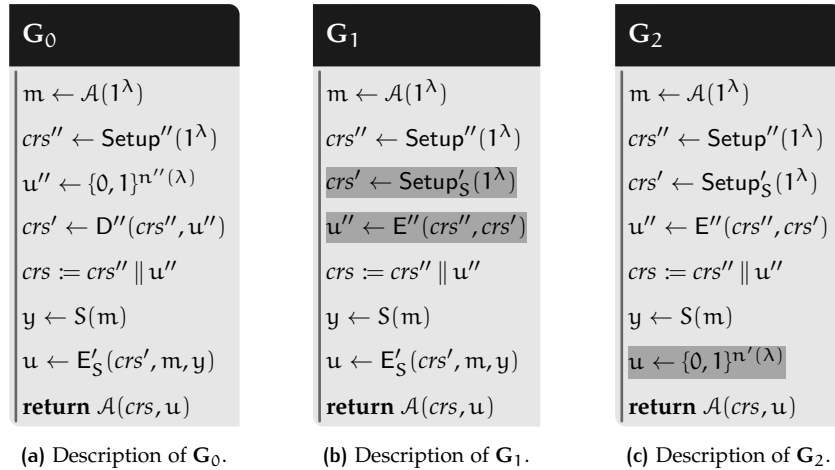 G₀
m ← 𝒜(1^λ)
crs″ ← Setup″(1^λ)
u″ ← {0, 1}^{n″(λ)}
crs′ ← D″(crs″, u″)
crs := crs″ ∥ u″
y ← S(m)
u ← E′_S(crs′, m, y)
return 𝒜(crs, u)
(a) Description of G₀.
G₁
m ← 𝒜(1^λ)
crs″ ← Setup″(1^λ)
crs′ ← Setup′_S(1^λ)
u″ ← E″(crs″, crs′)
crs := crs″ ∥ u″
y ← S(m)
u ← E′_S(crs′, m, y)
return 𝒜(crs, u)
(b) Description of G₁.
G₂
m ← 𝒜(1^λ)
crs″ ← Setup″(1^λ)
crs′ ← Setup′_S(1^λ)
u″ ← E″(crs″, crs′)
crs := crs″ ∥ u″
y ← S(m)
u ← {0, 1}^{n′(λ)}
return 𝒜(crs, u)
(c) Description of G₂.